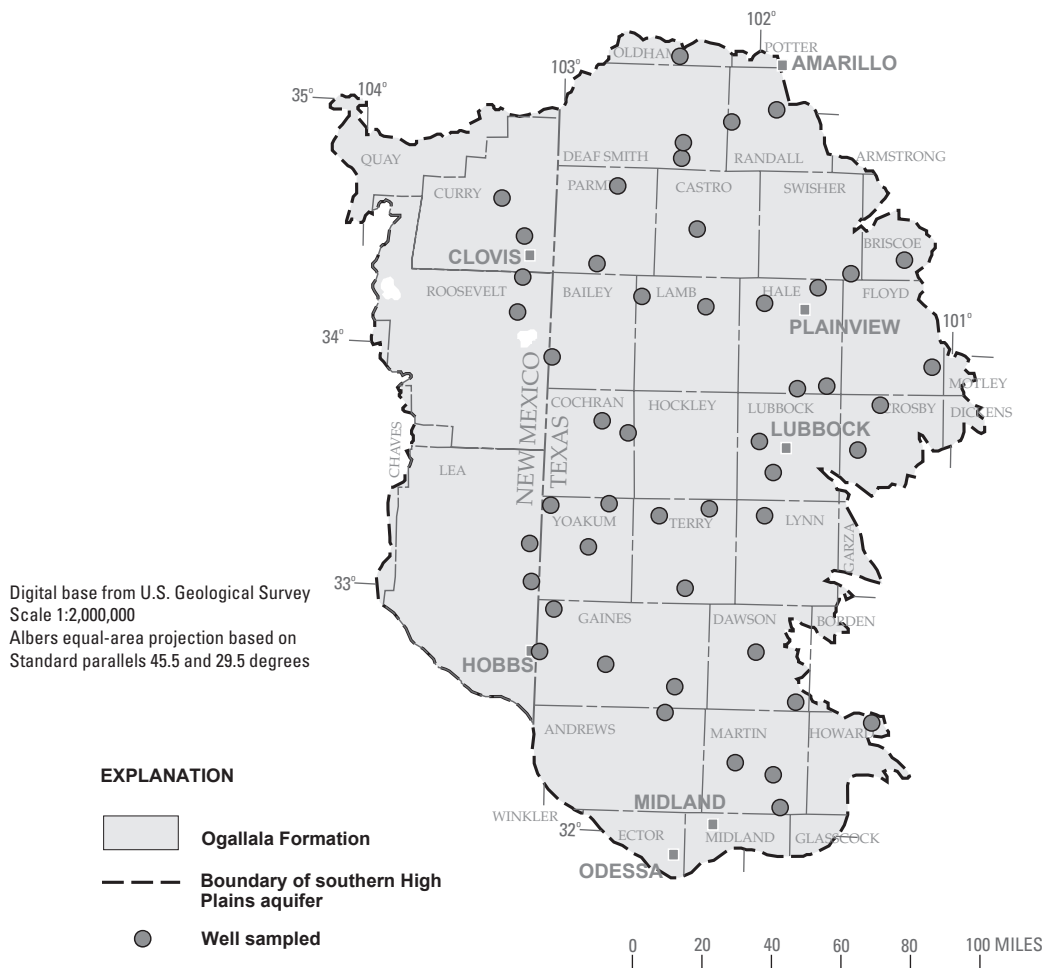 102°
OLDHAM
POTTER
AMARILLO
103°
104°
35°
QUAY
DEAF SMITH
RANDALL
ARMSTRONG
CURRY
PARM
CASTRO
SWISHER
BRISCOE
CLOVIS
ROOSEVELT
BAILEY
LAMB
HALE
FLOYD
PLAINVIEW
34°
101°
MOTLEY
NEW MEXICO
TEXAS
COCHRAN
HOCKLEY
LUBBOCK
CROSBY
DICKENS
LUBBOCK
CHAVES
LEA
YOAKUM
TERRY
LYNN
GARZA
33°
Digital base from U.S. Geological Survey
Scale 1:2,000,000
Albers equal-area projection based on
Standard parallels 45.5 and 29.5 degrees
GAINES
DAWSON
BORDEN
HOBBS
ANDREWS
MARTIN
HOWARD
EXPLANATION
MIDLAND
WINKLER
32°
ECTOR
MIDLAND
GLASSCOCK
ODESSA
Ogallala Formation
Boundary of southern High
Plains aquifer
Well sampled
0 20 40 60 80 100 MILES